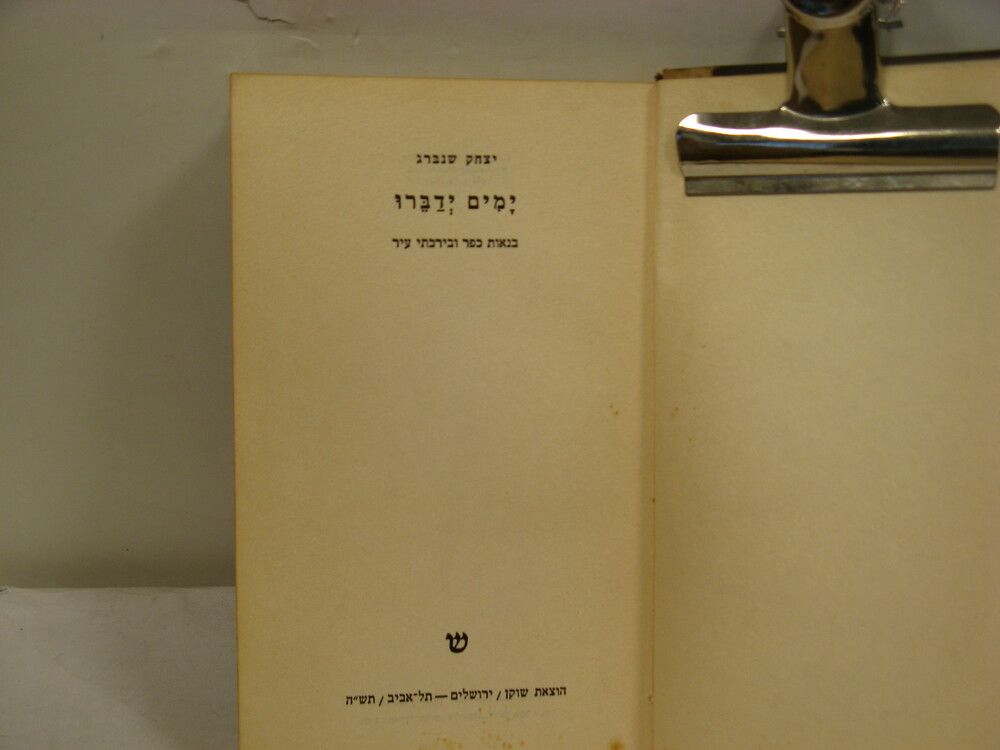 יצחק שנברג
יָמִים יְדַבֵּרוּ
בנאות כפר ובירכתי עיר
ש
הוצאת שוקן / ירושלים — תל־אביב / תש״ה